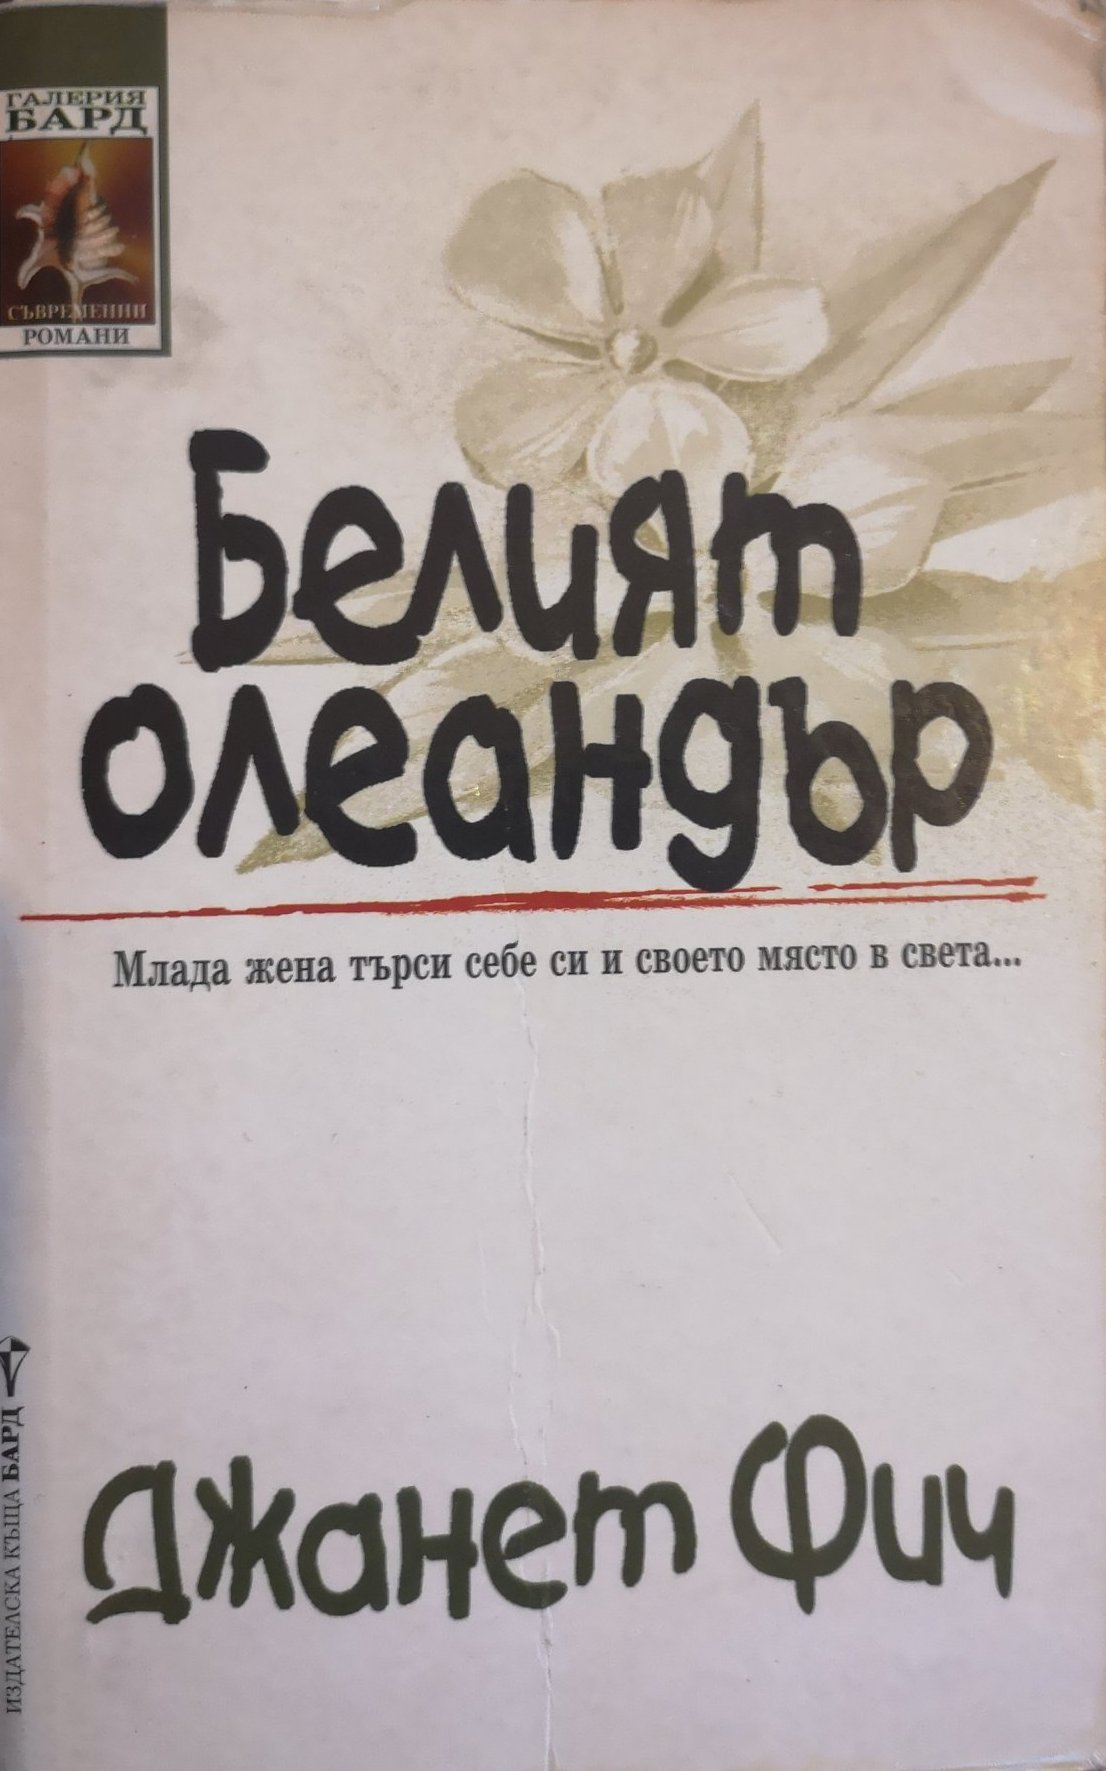 ГАЛЕРИЯ
БАРД
СЪВРЕМЕННИ
РОМАНИ
Белият
олеандър
Млада жена търси себе си и своето място в света...
Джанет Фич
ИЗДАТЕЛСКА КЪЩА БАРД